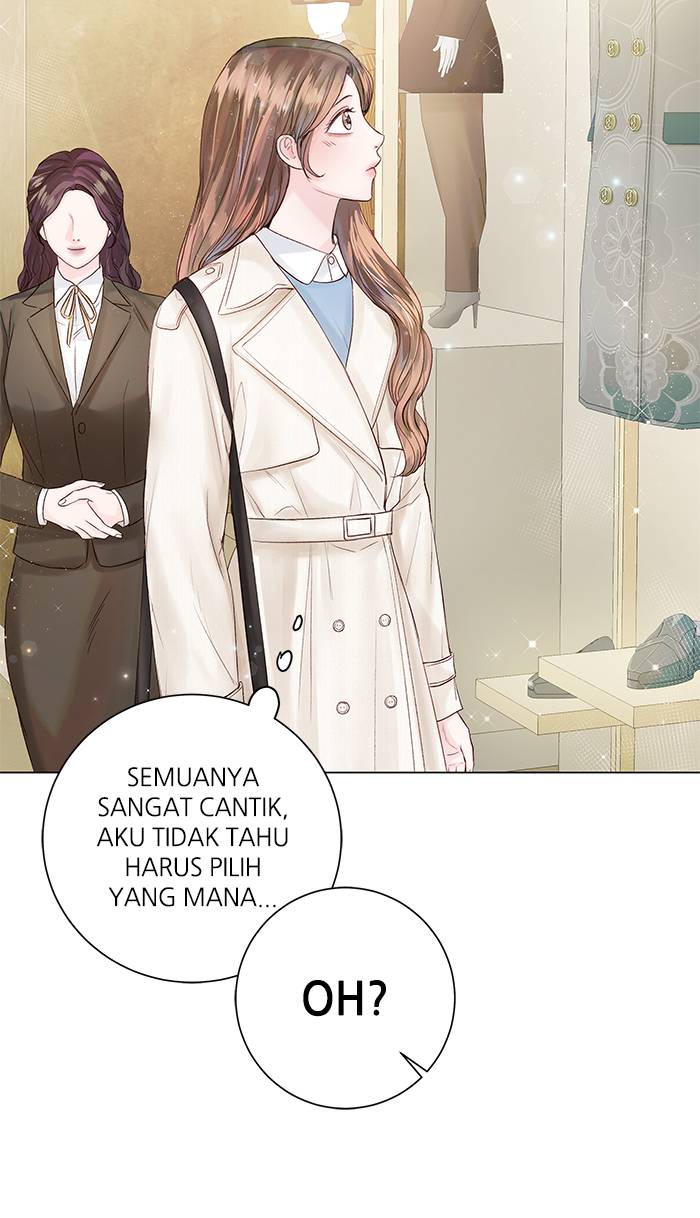 SEMUANYA
SANGAT CANTIK,
AKU TIDAK TAHU
HARUS PILIH
YANG MANA...
OH?